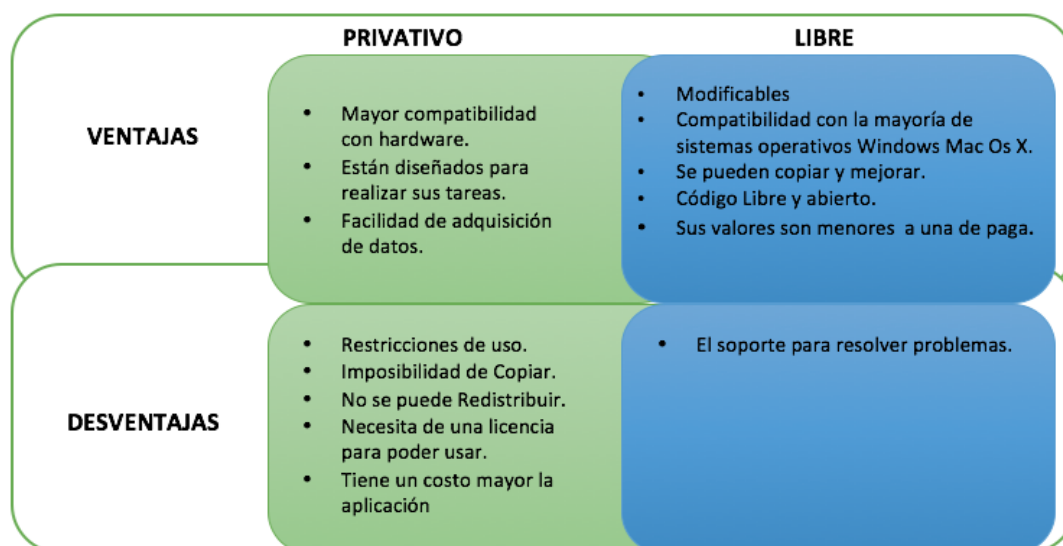 PRIVATIVO
LIBRE
VENTAJAS
• Mayor compatibilidad
con hardware.
• Están diseñados para
realizar sus tareas.
• Facilidad de adquisición
de datos.
• Modificables
• Compatibilidad con la mayoría de
sistemas operativos Windows Mac Os X.
• Se pueden copiar y mejorar.
• Código Libre y abierto.
• Sus valores son menores a una de paga.
DESVENTAJAS
• Restricciones de uso.
• Imposibilidad de Copiar.
• No se puede Redistribuir.
• Necesita de una licencia
para poder usar.
• Tiene un costo mayor la
aplicación
• El soporte para resolver problemas.